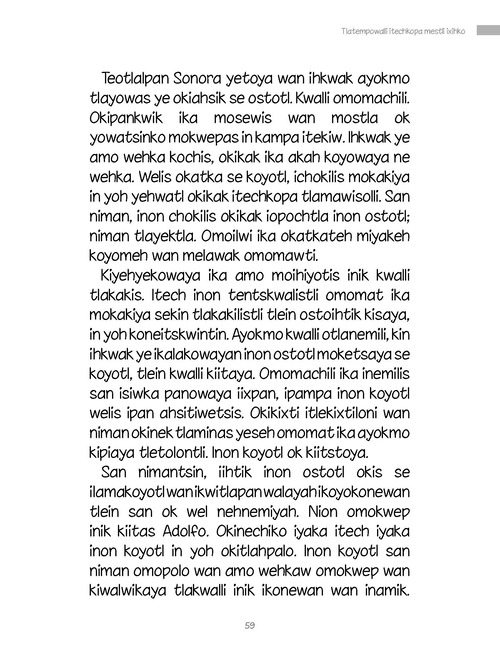 Tlatempowalli itechkopa mestli ixihko
Teotlalpan Sonora yetoya wan ihkwak ayokmo
tlayowas ye okiahsik se ostotl. Kwalli omomachili.
Okipankwik ika mosewis wan mostla ok
yowatsinko mokwepas in kampa itekiw. Ihkwak ye
amo wehka kochis, okikak ika akah koyowaya ne
wehka. Welis okatka se koyotl, ichokilis mokakiya
in yoh yehwatl okikak itechkopa tlamawisolli. San
niman, inon chokilis okikak iopochtla inon ostotl;
niman tlayektla. Omoilwi ika okatkateh miyakeh
koyomeh wan melawak omomawti.
Kiyehyekowaya ika amo moihiyotis inik kwalli
tlakakis. Itech inon tentskwalistli omomat ika
mokakiya sekin tlakakilistli tlein ostoihtik kisaya,
in yoh koneitskwintin. Ayokmo kwalli otlanemili, kin
ihkwak ye ikalakowayan inon ostotl moketsaya se
koyotl, tlein kwalli kiitaya. Omomachili ika inemilis
san isiwka panowaya iixpan, ipampa inon koyotl
welis ipan ahsitiwetsis. Okikixti itlekixtiloni wan
niman okinek tlaminas yeseh omomat ika ayokmo
kipiaya tletolontli. Inon koyotl ok kiitstoya.
San nimantsin, iihtik inon ostotl okis se
ilamakoyotl wan ikwitlapan walayah ikoyokonewan
tlein san ok wel nehnemiyah. Nion omokwep
inik kiitas Adolfo. Okinechiko iyaka itech iyaka
inon koyotl in yoh okitlahpalo. Inon koyotl san
niman omopolo wan amo wehkaw omokwep wan
kiwalwikaya tlakwalli inik ikonewan wan inamik.
59